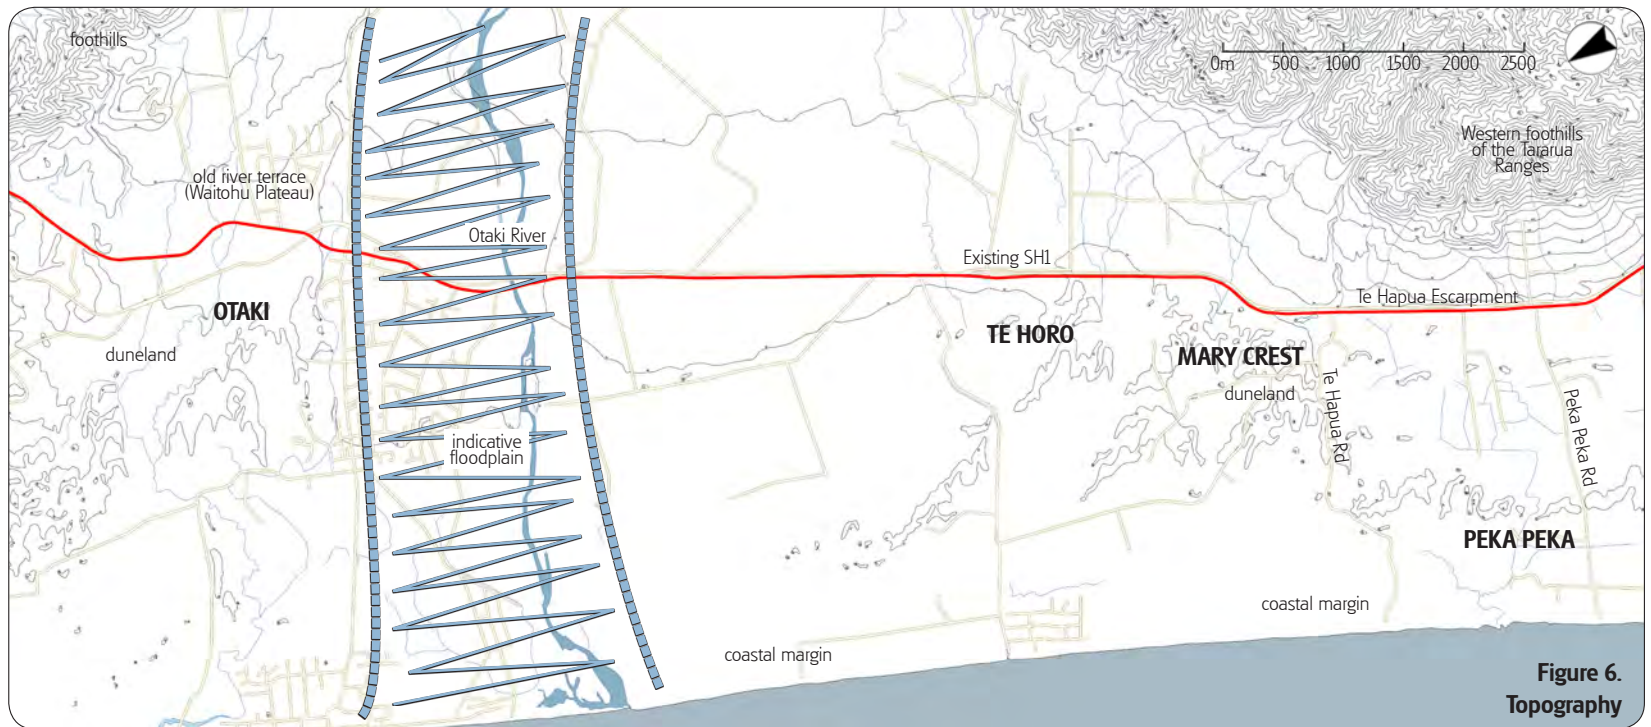 foothills
0m 500 1000 1500 2000 2500
Western foothills
of the Tararua
Ranges
old river terrace
(Waitohu Plateau)
Otaki River
Existing SH1
Te Hapua Escarpment
OTAKI
TE HORO
MARY CREST
duneland
duneland
Te Hapua Rd
Peka Peka Rd
indicative
floodplain
PEKA PEKA
coastal margin
coastal margin
Figure 6.
Topography